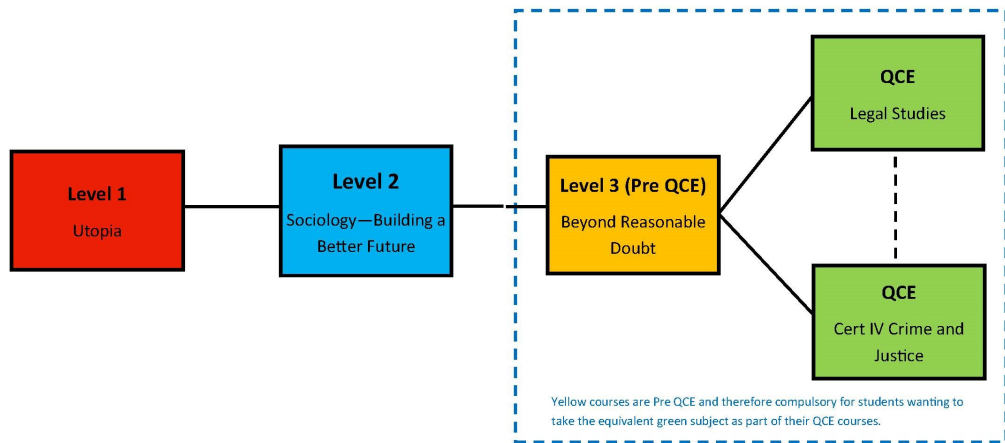 Level 1
Utopia
Level 2
Sociology—Building a
Better Future
Level 3 (Pre QCE)
Beyond Reasonable
Doubt
QCE
Legal Studies
QCE
Cert IV Crime and
Justice
Yellow courses are Pre QCE and therefore compulsory for students wanting to
take the equivalent green subject as part of their QCE courses.